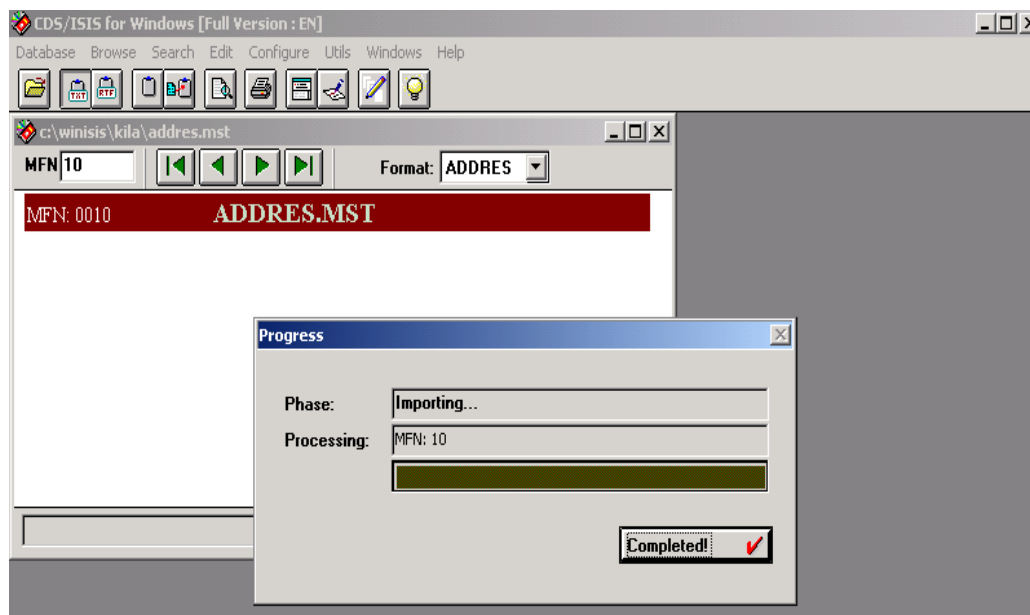 CDS/ISIS for Windows [Full Version : EN]
Database Browse Search Edit Configure Utils Windows Help
TXT RTF
c:\winisis\kila\addres.mst
MFN 10 Format: ADDRES
MFN: 0010 ADDRES.MST
Progress
Phase: Importing...
Processing: MFN: 10
Completed!